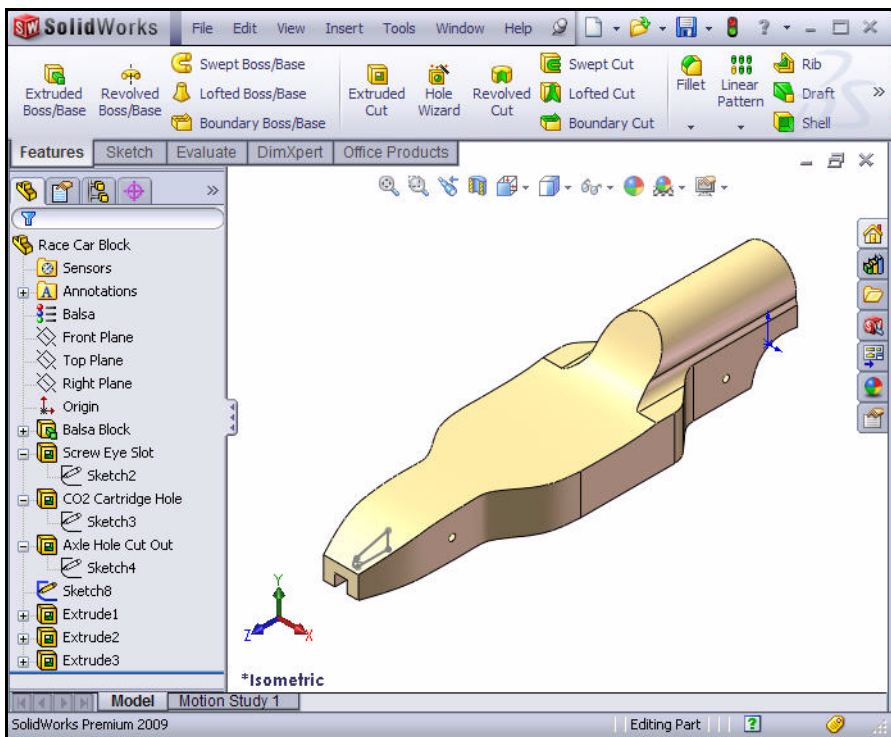 SW SolidWorks File Edit View Insert Tools Window Help ?
Extruded Boss/Base Revolved Boss/Base Swept Boss/Base Lofted Boss/Base Boundary Boss/Base Extruded Cut Hole Wizard Revolved Cut Swept Cut Lofted Cut Boundary Cut Fillet Linear Pattern Rib Draft Shell »
Features Sketch Evaluate DimXpert Office Products
»
Race Car Block
Sensors
A Annotations
Balsa
Front Plane
Top Plane
Right Plane
Origin
Balsa Block
Screw Eye Slot
Sketch2
CO2 Cartridge Hole
Sketch3
Axle Hole Cut Out
Sketch4
Sketch8
Extrude1
Extrude2
Extrude3
Y
Z X
*Isometric
Model Motion Study 1
SolidWorks Premium 2009 Editing Part ?